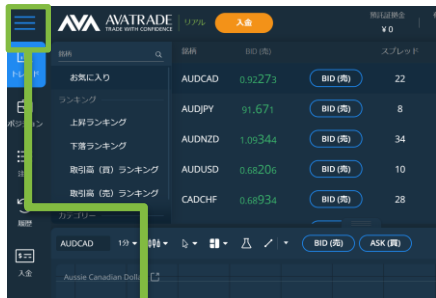 AVA AVATRADE
TRADE WITH CONFIDENCE
リアル
入金
預託証拠金
¥ 0
銘柄
銘柄
BID (売)
スプレッド
トレード
お気に入り
AUDCAD
0.92273
BID (売)
22
ランキング
ポジション
上昇ランキング
AUDJPY
91.671
BID (売)
8
下落ランキング
AUDNZD
1.09344
BID (売)
34
取引高（買）ランキング
AUDUSD
0.68206
BID (売)
10
取引高（売）ランキング
CADCHF
0.68934
BID (売)
28
履歴
カテゴリー
AUDCAD
1分
BID (売)
ASK (買)
入金
Aussie Canadian Dolla